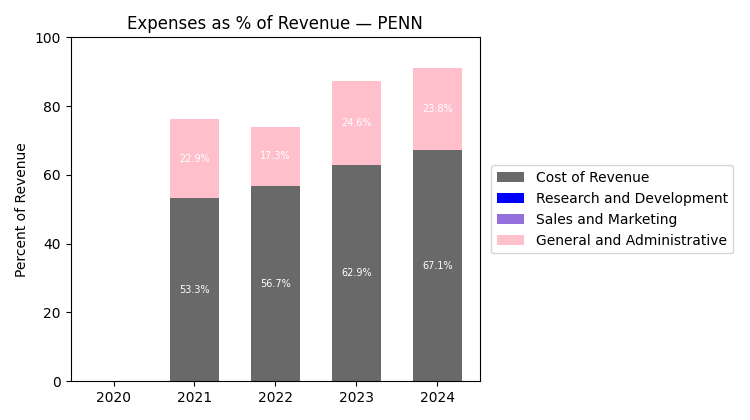 Expenses as % of Revenue — PENN
Percent of Revenue
100
80
60
40
20
0
22.9%
17.3%
24.6%
23.8%
53.3%
56.7%
62.9%
67.1%
2020 2021 2022 2023 2024
Cost of Revenue
Research and Development
Sales and Marketing
General and Administrative